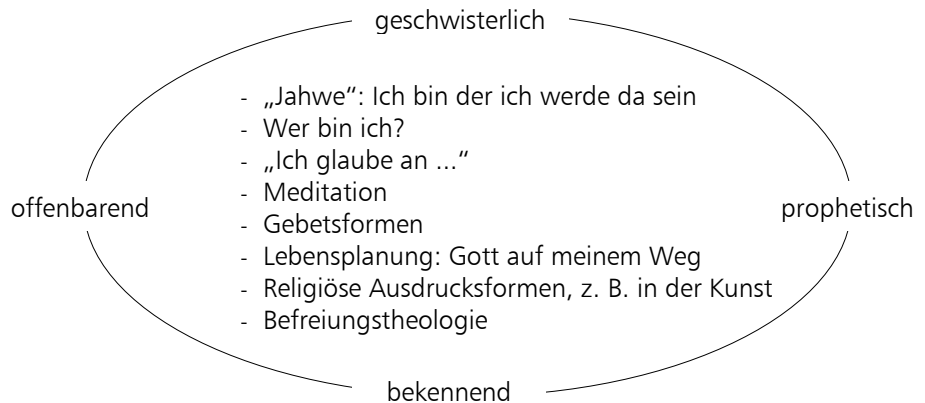 geschwisterlich
- „Jahwe“: Ich bin der ich werde da sein
- Wer bin ich?
- „Ich glaube an ...“
- Meditation
offenbarend
prophetisch
- Gebetsformen
- Lebensplanung: Gott auf meinem Weg
- Religiöse Ausdrucksformen, z. B. in der Kunst
- Befreiungstheologie
bekennend